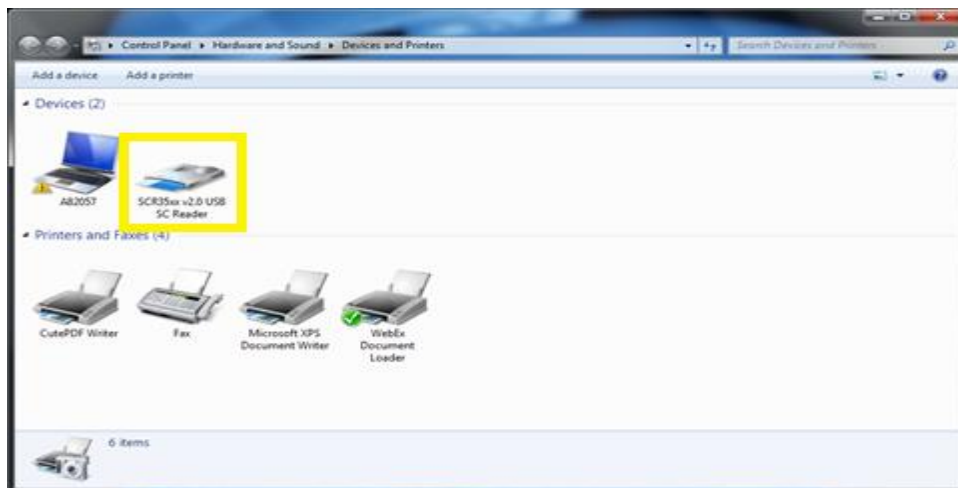 Control Panel ▸ Hardware and Sound ▸ Devices and Printers
Search Devices and Printers
Add a device Add a printer
Devices (2)
A82057
SCR35xx v2.0 USB
SC Reader
Printers and Faxes (4)
CutePDF Writer
Fax
Microsoft XPS
Document Writer
WebEx
Document
Loader
6 items